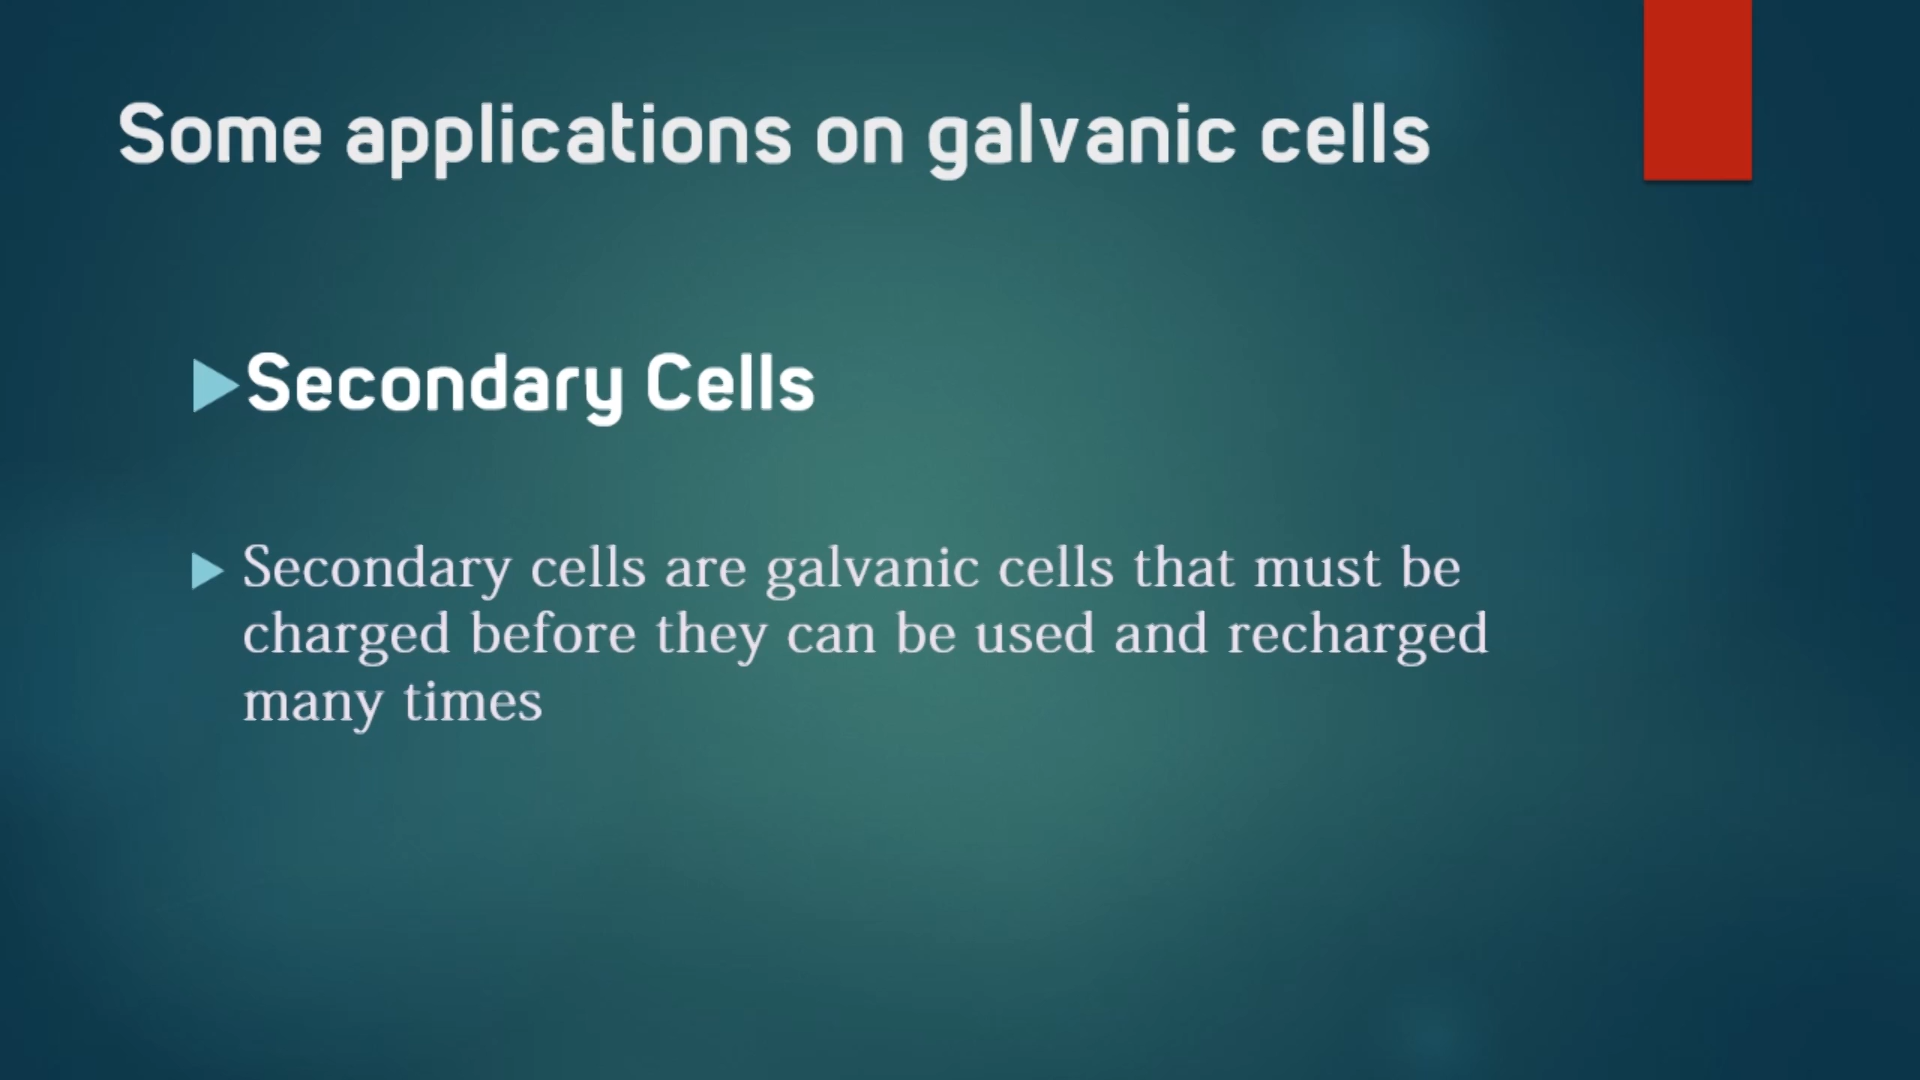 Some applications on galvanic cells
Secondary Cells
Secondary cells are galvanic cells that must be
charged before they can be used and recharged
many times